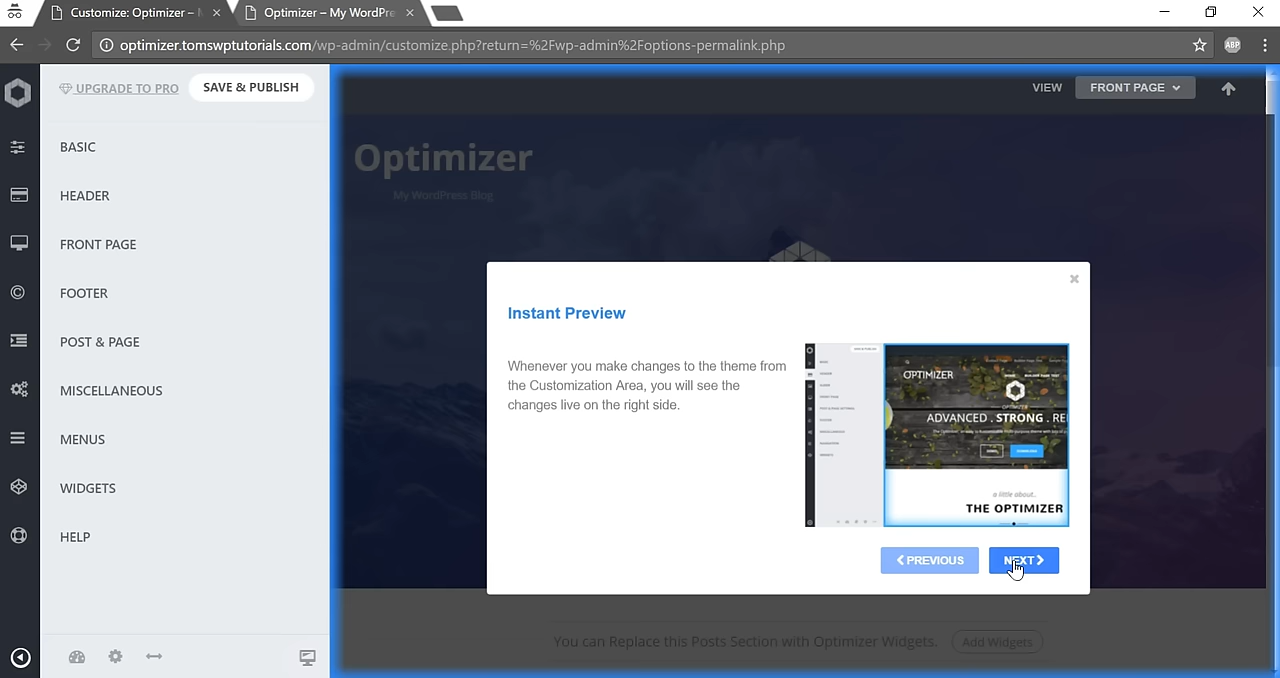 Customize: Optimizer –
Optimizer – My WordPre
optimizer.tomswptutorials.com/wp-admin/customize.php?return=%2Fwp-admin%2Foptions-permalink.php
ABP
UPGRADE TO PRO
SAVE & PUBLISH
VIEW
FRONT PAGE
BASIC
HEADER
FRONT PAGE
FOOTER
POST & PAGE
MISCELLANEOUS
MENUS
WIDGETS
HELP
Optimizer
My WordPress Blog
Instant Preview
Whenever you make changes to the theme from
the Customization Area, you will see the
changes live on the right side.
OPTIMIZER
ADVANCED . STRONG . RE
a little about..
THE OPTIMIZER
PREVIOUS
NEXT
You can Replace this Posts Section with Optimizer Widgets.
Add Widgets